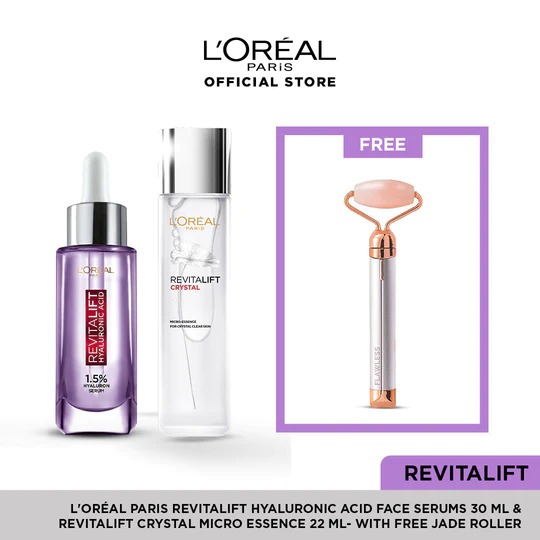 L'ORÉAL
PARIS
OFFICIAL STORE
FREE
L'ORÉAL
PARIS
REVITALIFT
HYALURONIC ACID
1.5%
HYALURON
SERUM
L'ORÉAL
PARIS
REVITALIFT
CRYSTAL
MICRO-ESSENCE
FOR CRYSTAL CLEAR SKIN
FLAWLESS
REVITALIFT
L'ORÉAL PARIS REVITALIFT HYALURONIC ACID FACE SERUMS 30 ML &
REVITALIFT CRYSTAL MICRO ESSENCE 22 ML- WITH FREE JADE ROLLER